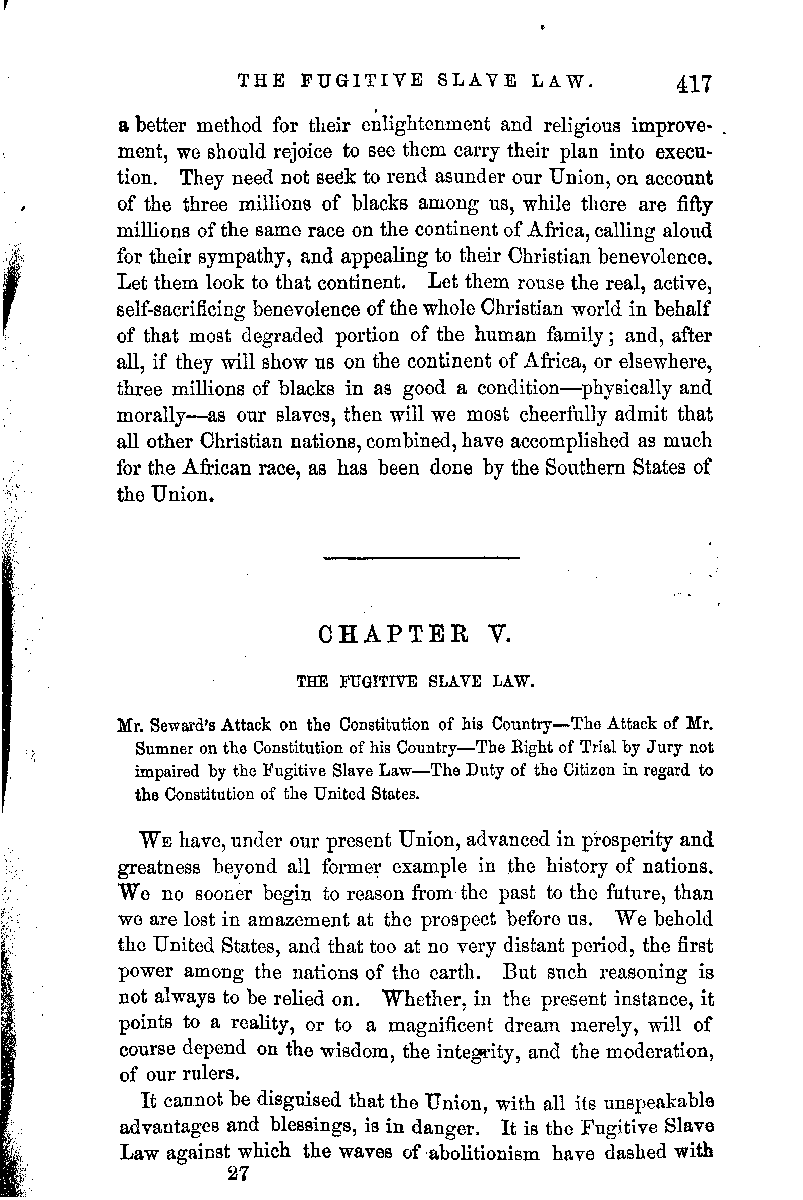 THE FUGITIVE SLAVE LAW. 417
a better method for their enlightenment and religious improve-
ment, we should rejoice to see them carry their plan into execu-
tion. They need not seek to rend asunder our Union, on account
of the three millions of blacks among us, while there are fifty
millions of the same race on the continent of Africa, calling aloud
for their sympathy, and appealing to their Christian benevolence.
Let them look to that continent. Let them rouse the real, active,
self-sacrificing benevolence of the whole Christian world in behalf
of that most degraded portion of the human family; and, after
all, if they will show us on the continent of Africa, or elsewhere,
three millions of blacks in as good a condition—physically and
morally—as our slaves, then will we most cheerfully admit that
all other Christian nations, combined, have accomplished as much
for the African race, as has been done by the Southern States of
the Union.
CHAPTER V.
THE FUGITIVE SLAVE LAW.
Mr. Seward's Attack on the Constitution of his Country—The Attack of Mr.
Sumner on the Constitution of his Country—The Right of Trial by Jury not
impaired by the Fugitive Slave Law—The Duty of the Citizen in regard to
the Constitution of the United States.
WE have, under our present Union, advanced in prosperity and
greatness beyond all former example in the history of nations.
We no sooner begin to reason from the past to the future, than
we are lost in amazement at the prospect before us. We behold
the United States, and that too at no very distant period, the first
power among the nations of the earth. But such reasoning is
not always to be relied on. Whether, in the present instance, it
points to a reality, or to a magnificent dream merely, will of
course depend on the wisdom, the integrity, and the moderation,
of our rulers.
It cannot be disguised that the Union, with all its unspeakable
advantages and blessings, is in danger. It is the Fugitive Slave
Law against which the waves of abolitionism have dashed with
27